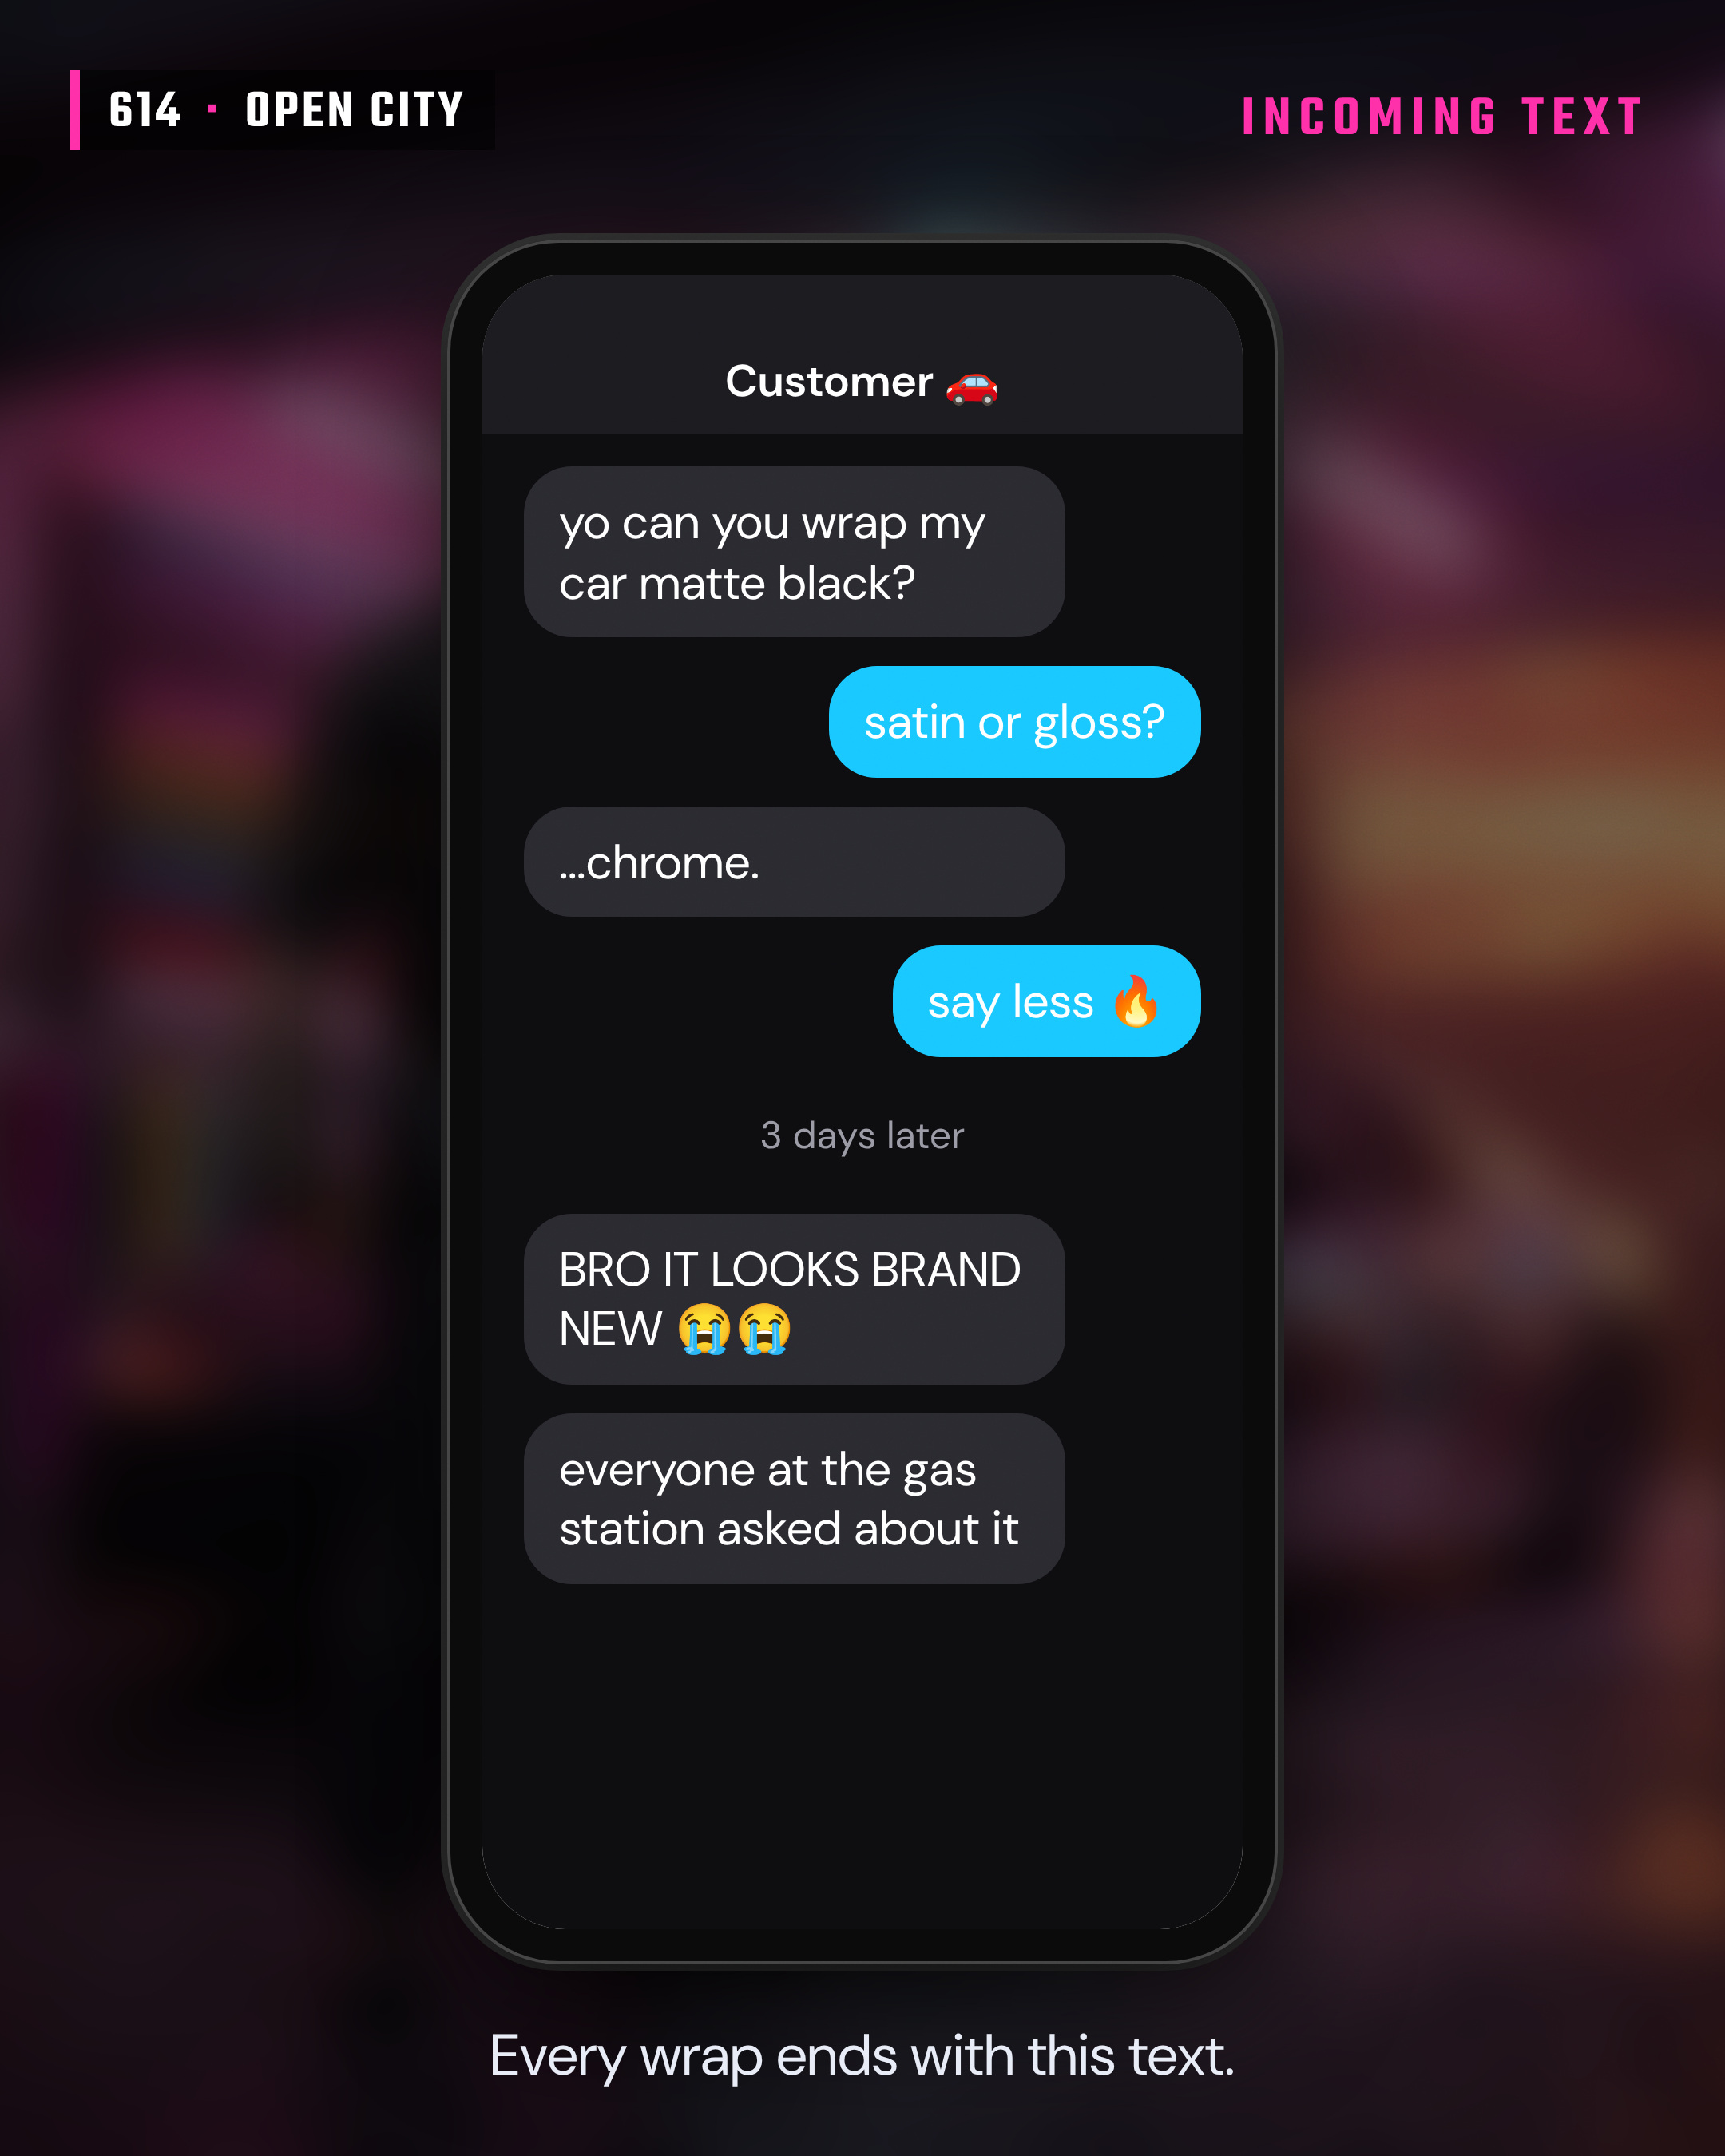 614 · OPEN CITY
INCOMING TEXT
Customer 🚗
yo can you wrap my
car matte black?
satin or gloss?
...chrome.
say less 🔥
3 days later
BRO IT LOOKS BRAND
NEW 😭😭
everyone at the gas
station asked about it
Every wrap ends with this text.